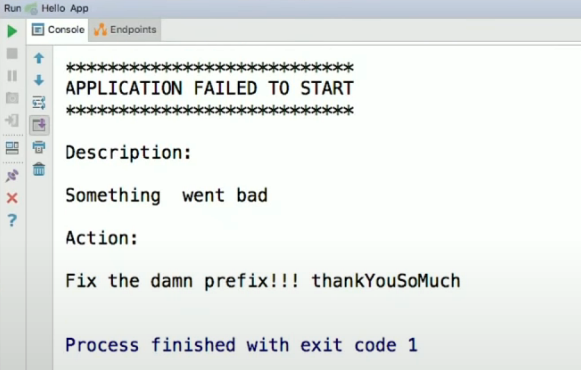 Run Hello App
Console Endpoints
***************************
APPLICATION FAILED TO START
***************************
Description:
Something  went bad
Action:
Fix the damn prefix!!! thankYouSoMuch
Process finished with exit code 1